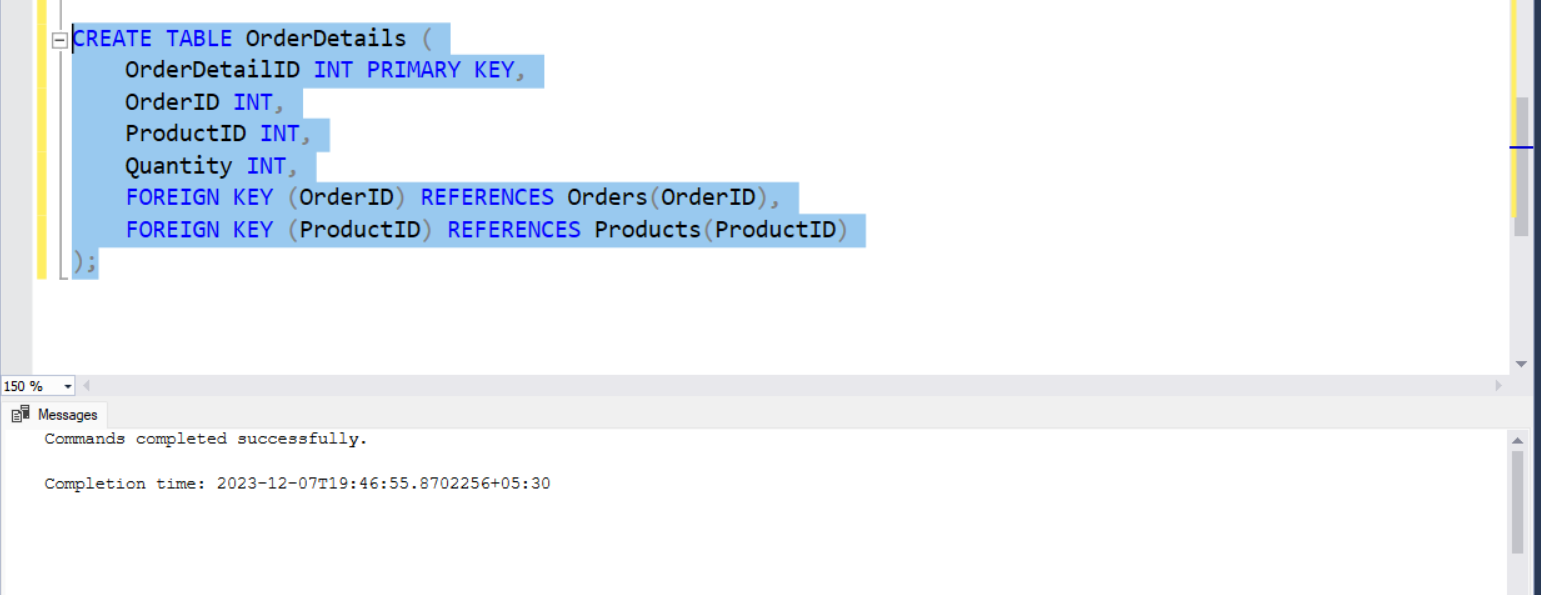 CREATE TABLE OrderDetails (
    OrderDetailID INT PRIMARY KEY,
    OrderID INT,
    ProductID INT,
    Quantity INT,
    FOREIGN KEY (OrderID) REFERENCES Orders(OrderID),
    FOREIGN KEY (ProductID) REFERENCES Products(ProductID)
);
150 %
Messages
Commands completed successfully.
Completion time: 2023-12-07T19:46:55.8702256+05:30